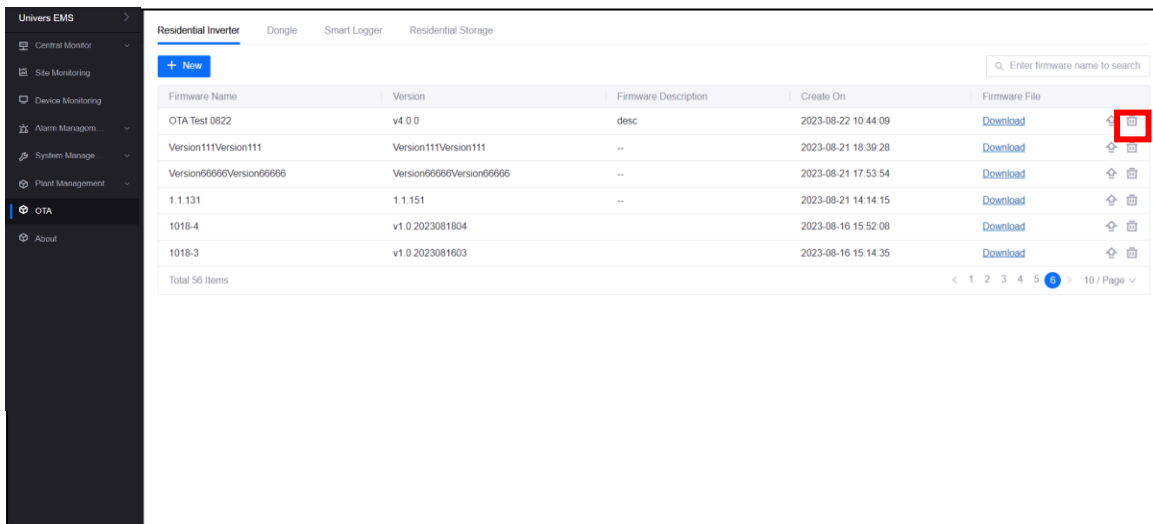 Univers EMS
Central Monitor
Site Monitoring
Device Monitoring
Alarm Managem...
System Manage...
Plant Management
OTA
About
Residential Inverter Dongle Smart Logger Residential Storage
+ New
Enter firmware name to search
Firmware Name Version Firmware Description Create On Firmware File
OTA Test 0822 v4.0.0 desc 2023-08-22 10:44:09 Download
Version111Version111 Version111Version111 -- 2023-08-21 18:39:28 Download
Version66666Version66666 Version66666Version66666 -- 2023-08-21 17:53:54 Download
1.1.131 1.1.151 -- 2023-08-21 14:14:15 Download
1018-4 v1.0.2023081804 2023-08-16 15:52:08 Download
1018-3 v1.0.2023081603 2023-08-16 15:14:35 Download
Total 56 Items < 1 2 3 4 5 6 > 10 / Page